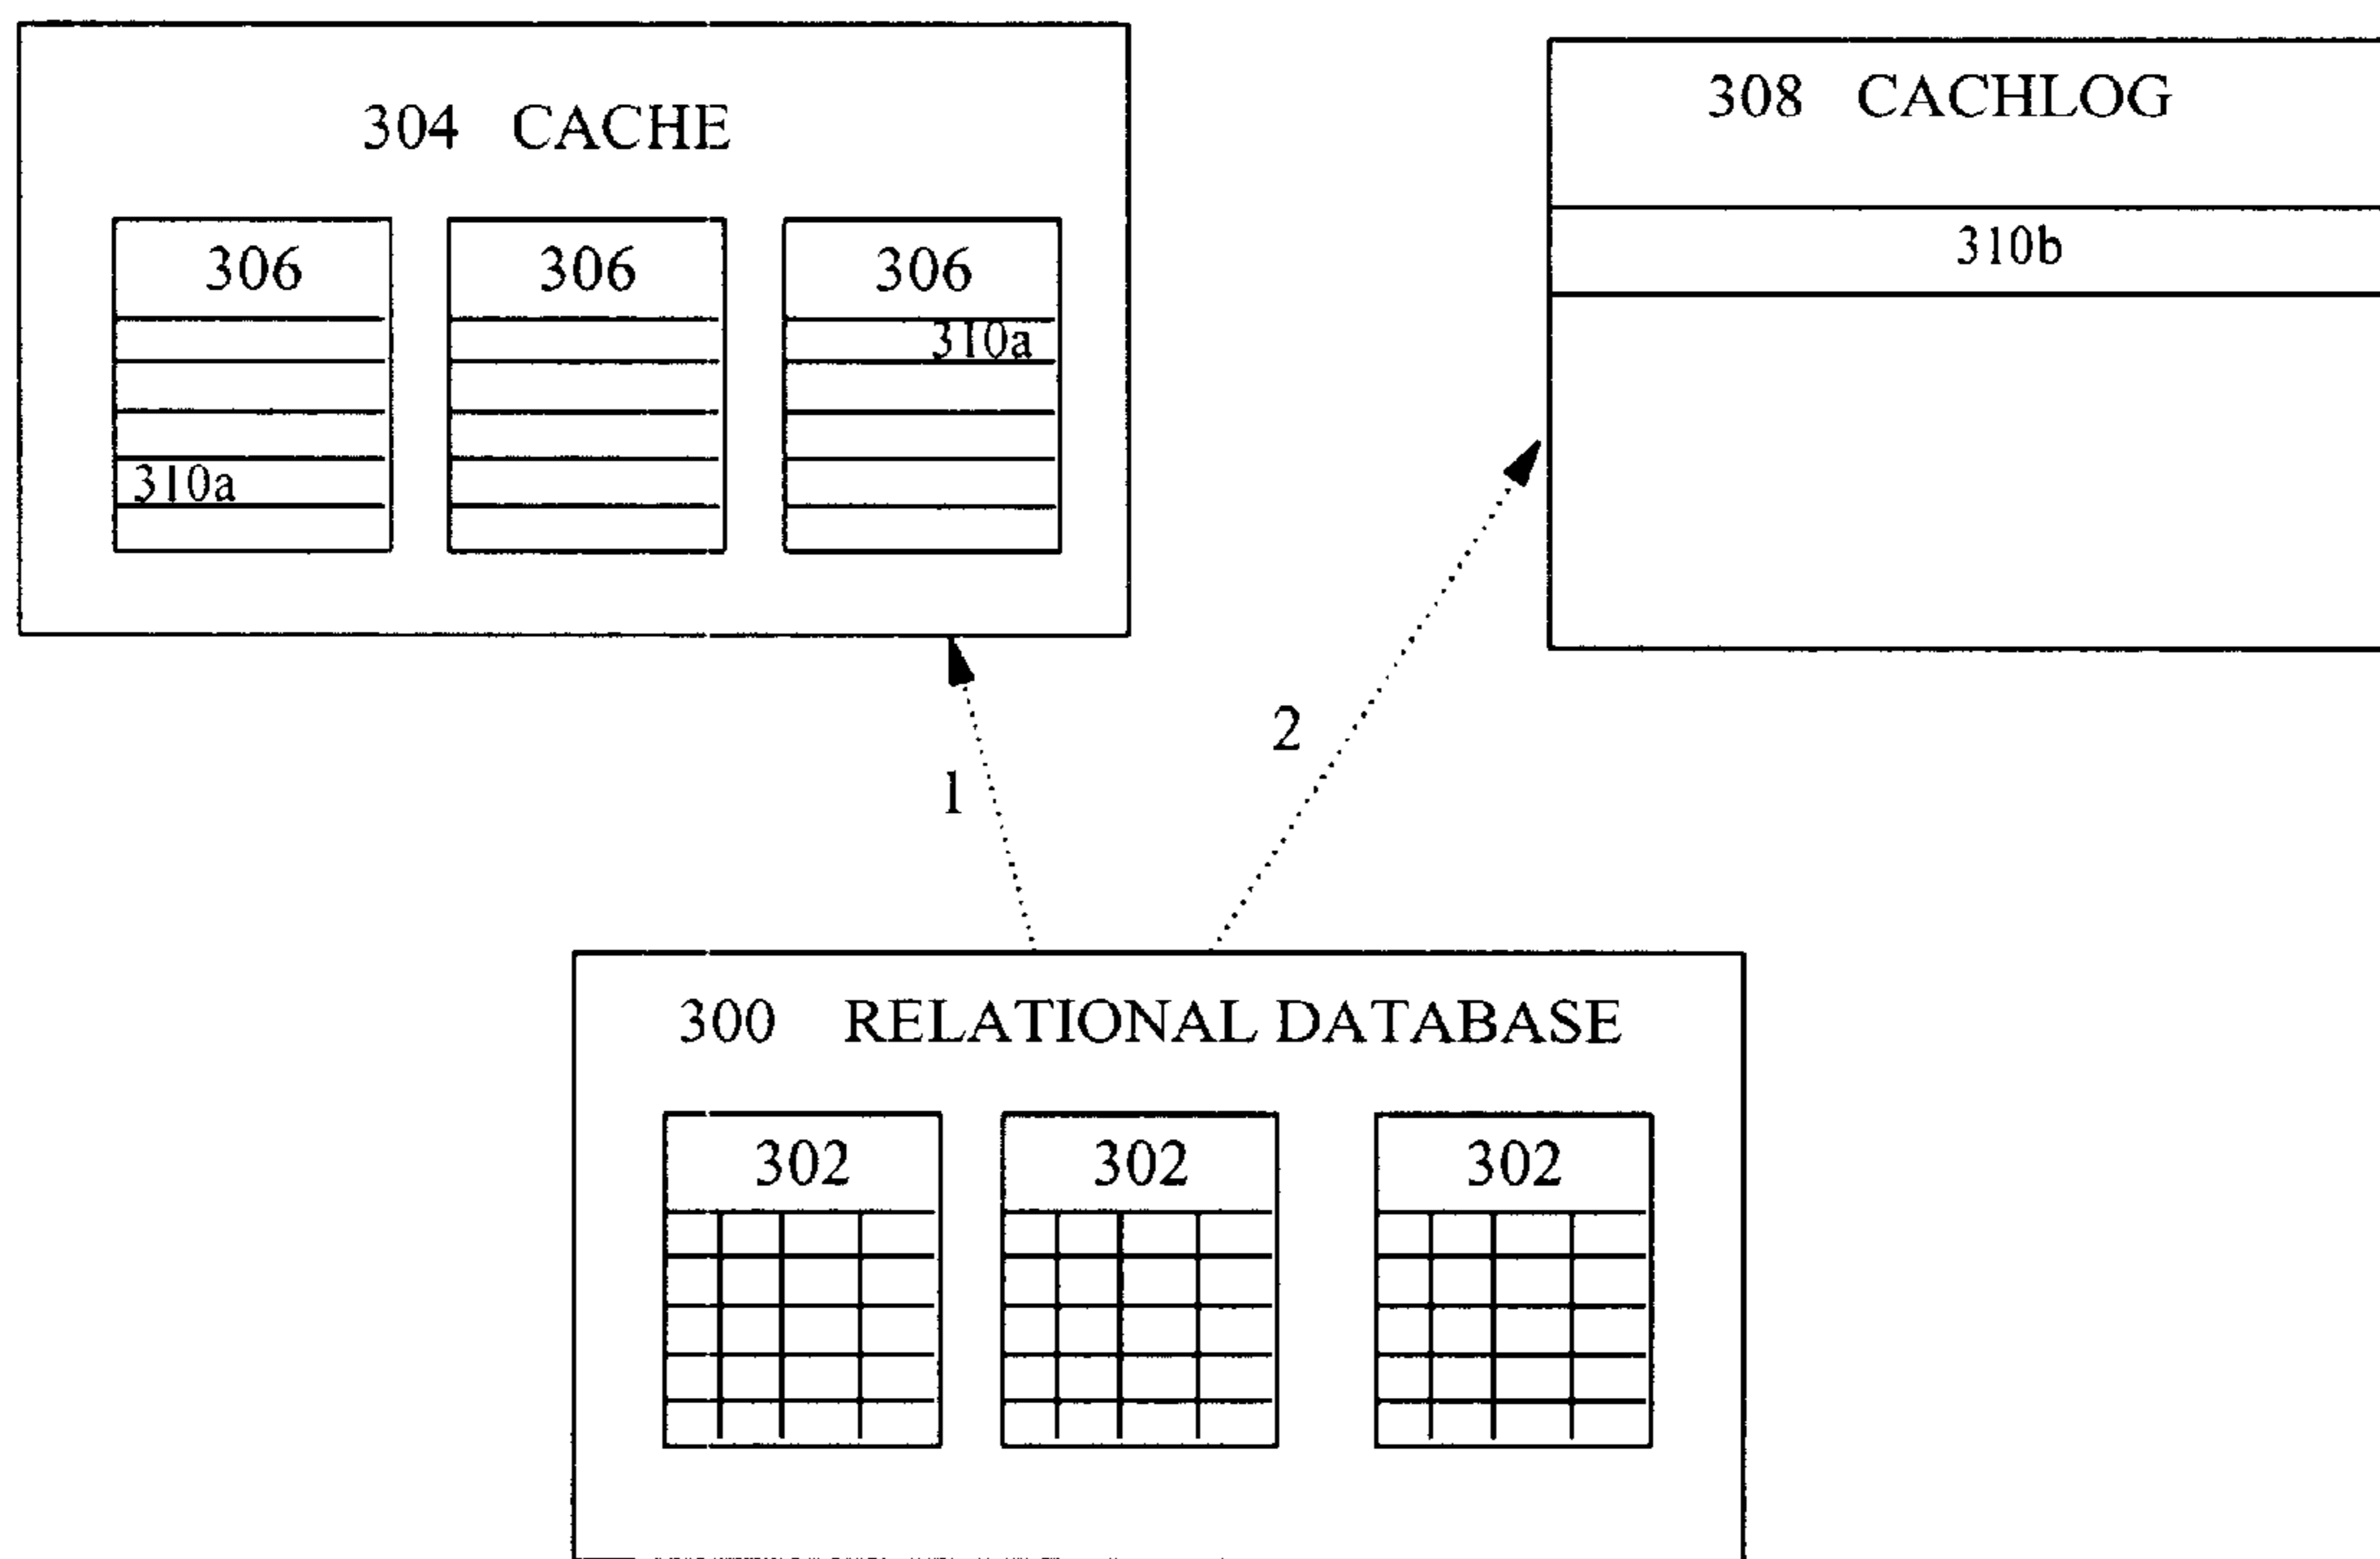 304 CACHE
306 306 306
310a
310a
308 CACHLOG
310b
1
2
300 RELATIONAL DATABASE
302 302 302